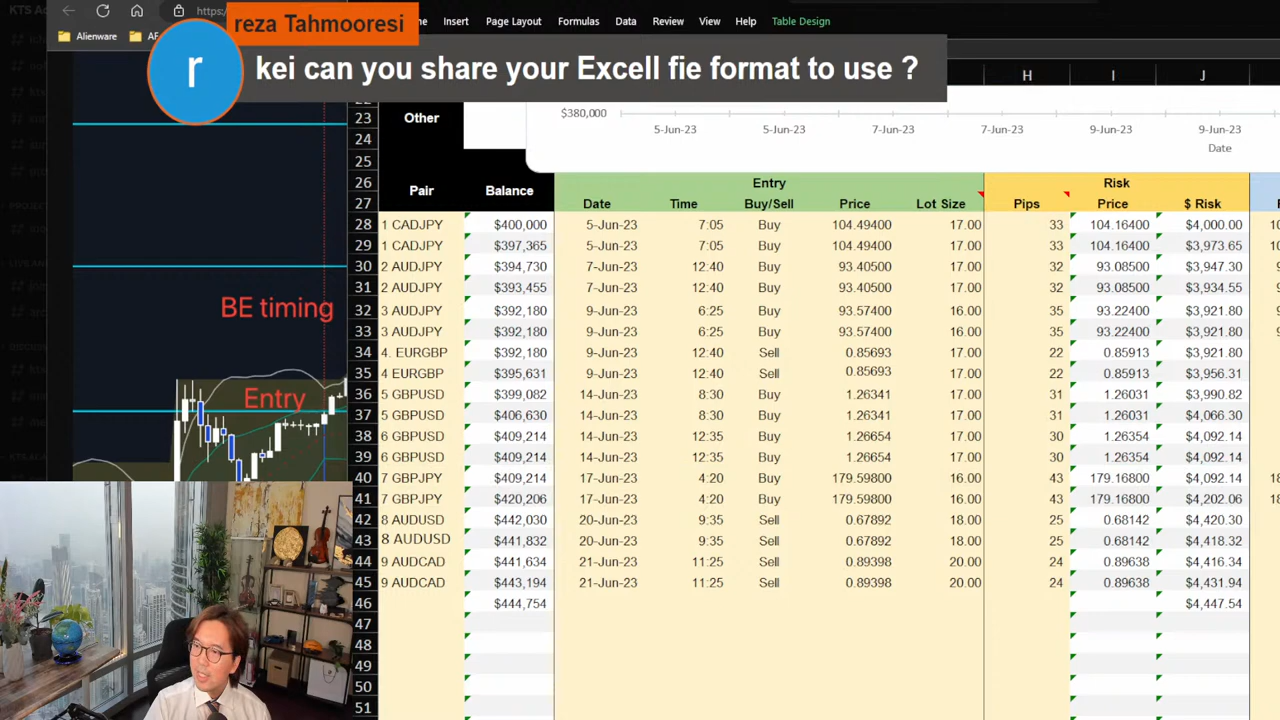 KTS Ac
https:
reza Tahmooresi
Insert Page Layout Formulas Data Review View Help Table Design
Alienware
r
kei can you share your Excell fie format to use ?
H I J
$380,000
5-Jun-23 5-Jun-23 7-Jun-23 7-Jun-23 9-Jun-23 9-Jun-23
Date
23 Other
24
25
26 Entry Risk
Pair Balance
27 Date Time Buy/Sell Price Lot Size Pips Price $ Risk
28 1 CADJPY $400,000 5-Jun-23 7:05 Buy 104.49400 17.00 33 104.16400 $4,000.00
29 1 CADJPY $397,365 5-Jun-23 7:05 Buy 104.49400 17.00 33 104.16400 $3,973.65
30 2 AUDJPY $394,730 7-Jun-23 12:40 Buy 93.40500 17.00 32 93.08500 $3,947.30
31 2 AUDJPY $393,455 7-Jun-23 12:40 Buy 93.40500 17.00 32 93.08500 $3,934.55
32 3 AUDJPY $392,180 9-Jun-23 6:25 Buy 93.57400 16.00 35 93.22400 $3,921.80
33 3 AUDJPY $392,180 9-Jun-23 6:25 Buy 93.57400 16.00 35 93.22400 $3,921.80
34 4. EURGBP $392,180 9-Jun-23 12:40 Sell 0.85693 17.00 22 0.85913 $3,921.80
35 4 EURGBP $395,631 9-Jun-23 12:40 Sell 0.85693 17.00 22 0.85913 $3,956.31
36 5 GBPUSD $399,082 14-Jun-23 8:30 Buy 1.26341 17.00 31 1.26031 $3,990.82
37 5 GBPUSD $406,630 14-Jun-23 8:30 Buy 1.26341 17.00 31 1.26031 $4,066.30
38 6 GBPUSD $409,214 14-Jun-23 12:35 Buy 1.26654 17.00 30 1.26354 $4,092.14
39 6 GBPUSD $409,214 14-Jun-23 12:35 Buy 1.26654 17.00 30 1.26354 $4,092.14
40 7 GBPJPY $409,214 17-Jun-23 4:20 Buy 179.59800 16.00 43 179.16800 $4,092.14
41 7 GBPJPY $420,206 17-Jun-23 4:20 Buy 179.59800 16.00 43 179.16800 $4,202.06
42 8 AUDUSD $442,030 20-Jun-23 9:35 Sell 0.67892 18.00 25 0.68142 $4,420.30
43 8 AUDUSD $441,832 20-Jun-23 9:35 Sell 0.67892 18.00 25 0.68142 $4,418.32
44 9 AUDCAD $441,634 21-Jun-23 11:25 Sell 0.89398 20.00 24 0.89638 $4,416.34
45 9 AUDCAD $443,194 21-Jun-23 11:25 Sell 0.89398 20.00 24 0.89638 $4,431.94
46 $444,754 $4,447.54
47
48
49
50
51
BE timing
Entry